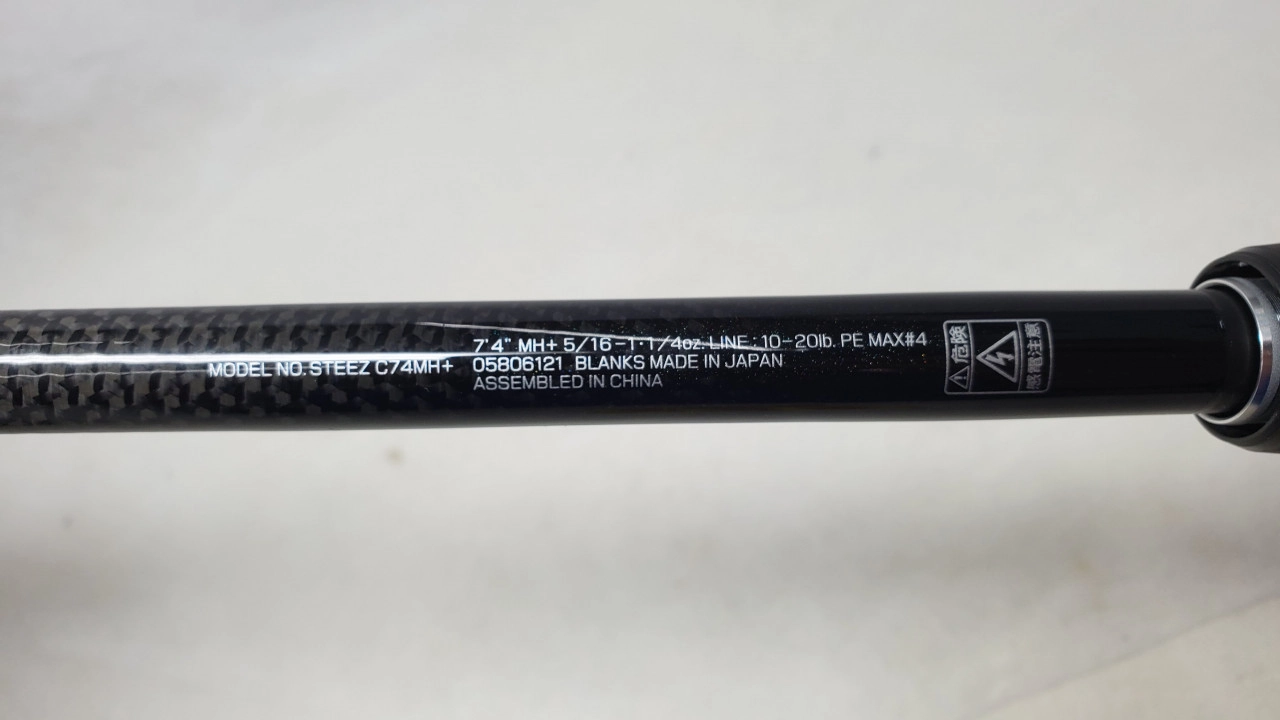 7'4" MH+ 5/16-1・1/4oz. LINE : 10-20lb. PE MAX#4
MODEL NO. STEEZ C74MH+ 05806121 BLANKS MADE IN JAPAN
ASSEMBLED IN CHINA
危険
感電注意